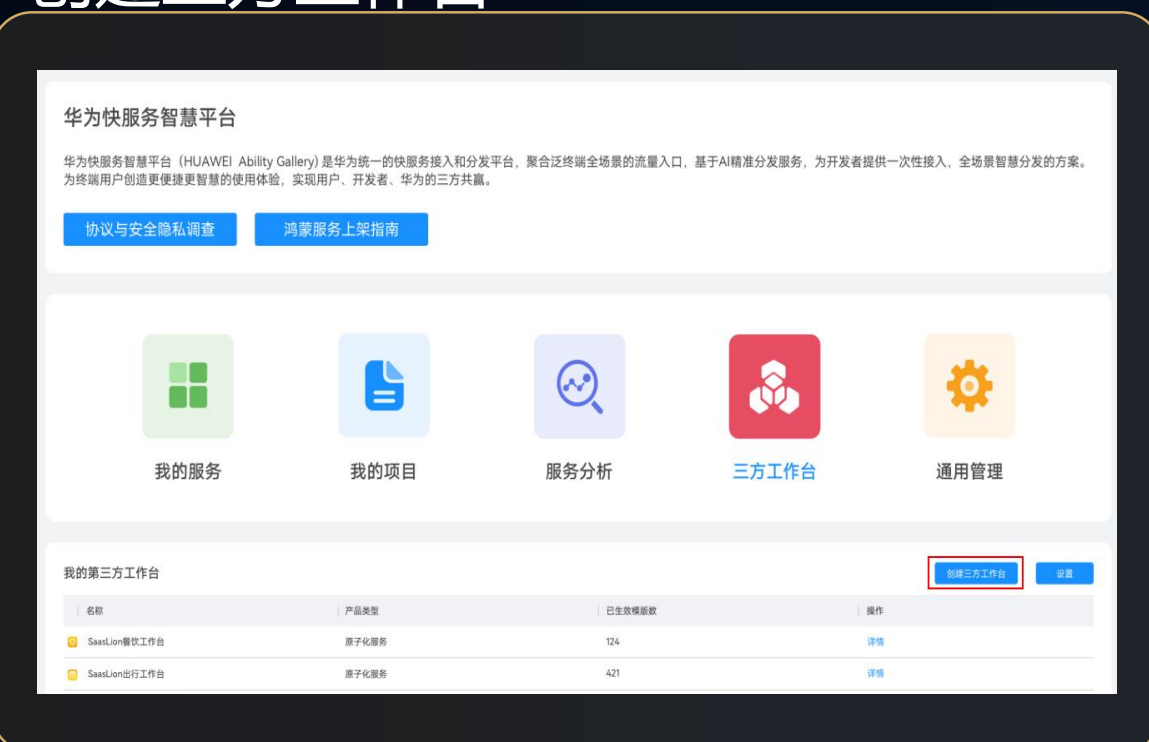 创建三方工作台
华为快服务智慧平台
华为快服务智慧平台（HUAWEI Ability Gallery) 是华为统一的快服务接入和分发平台，聚合泛终端全场景的流量入口，基于AI精准分发服务，为开发者提供一次性接入，全场景智慧分发的方案。
为终端用户创造更便捷更智慧的使用体验，实现用户、开发者、华为的三方共赢。
协议与安全隐私调查 鸿蒙服务上架指南
我的服务 我的项目 服务分析 三方工作台 通用管理
我的第三方工作台 创建三方工作台 设置
名称 产品类型 已生效模版数 操作
SaasLion餐饮工作台 原子化服务 124 详情
SaasLion出行工作台 原子化服务 421 详情